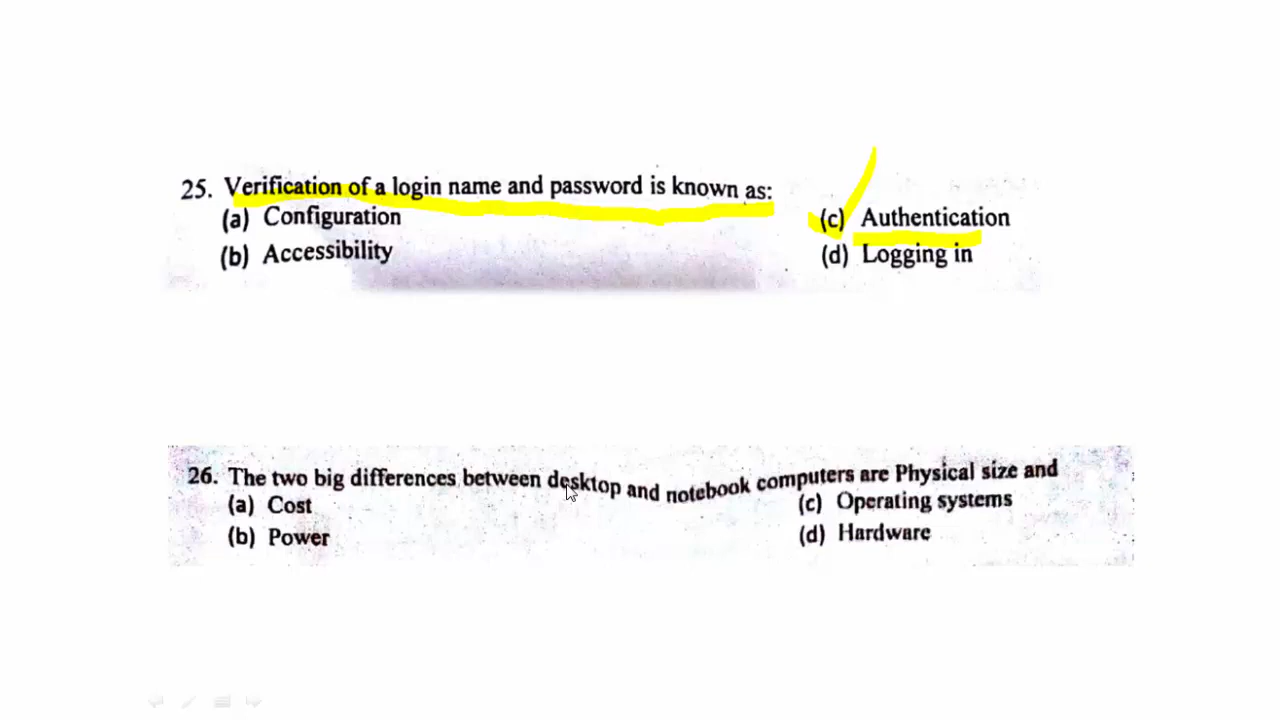 25. Verification of a login name and password is known as:
(a) Configuration (c) Authentication
(b) Accessibility (d) Logging in
26. The two big differences between desktop and notebook computers are Physical size and
(a) Cost (c) Operating systems
(b) Power (d) Hardware